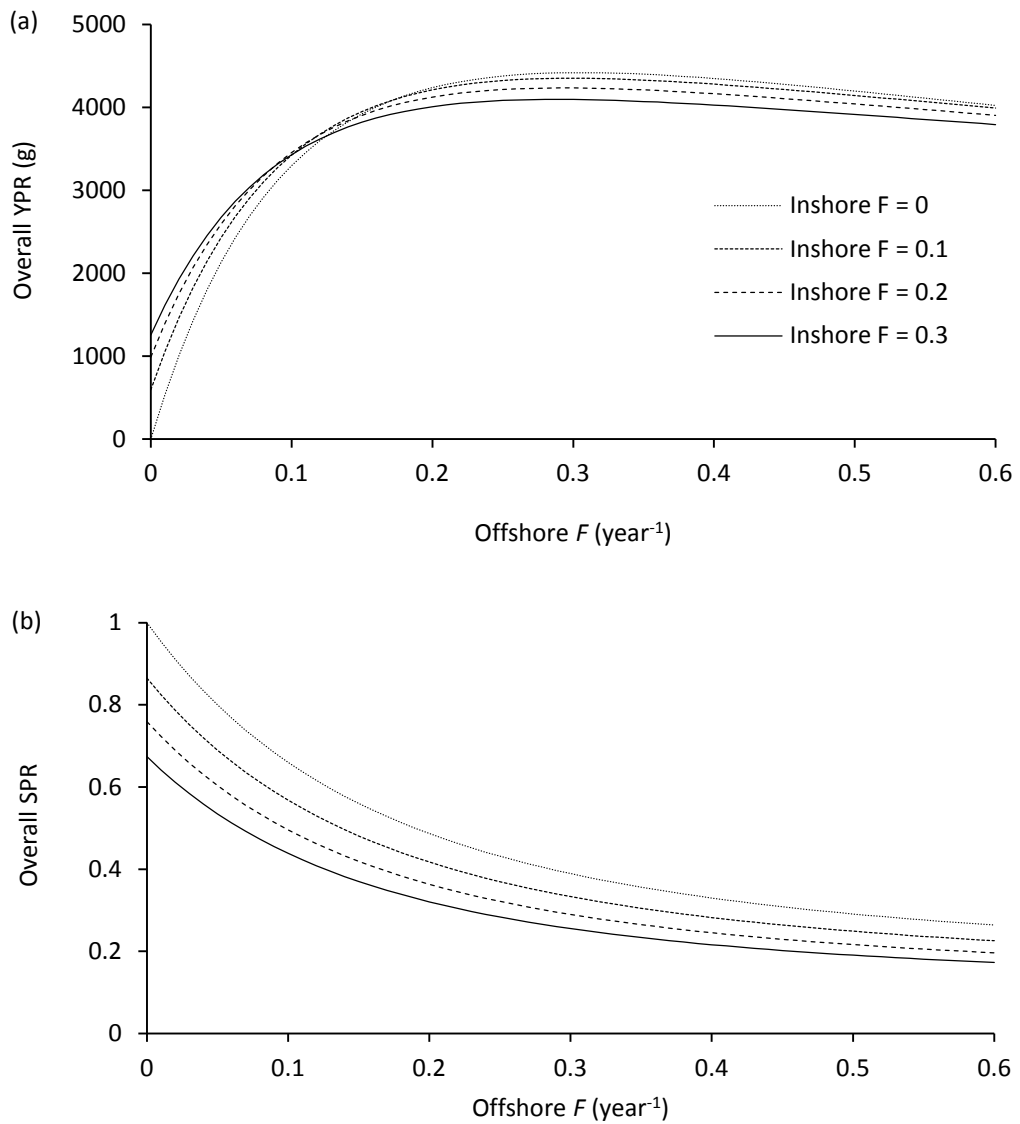 (a)
5000
4000
3000
2000
1000
0
Overall YPR (g)
Inshore F = 0
Inshore F = 0.1
Inshore F = 0.2
Inshore F = 0.3
0 0.1 0.2 0.3 0.4 0.5 0.6
Offshore F (year⁻¹)
(b)
1
0.8
0.6
0.4
0.2
0
Overall SPR
0 0.1 0.2 0.3 0.4 0.5 0.6
Offshore F (year⁻¹)